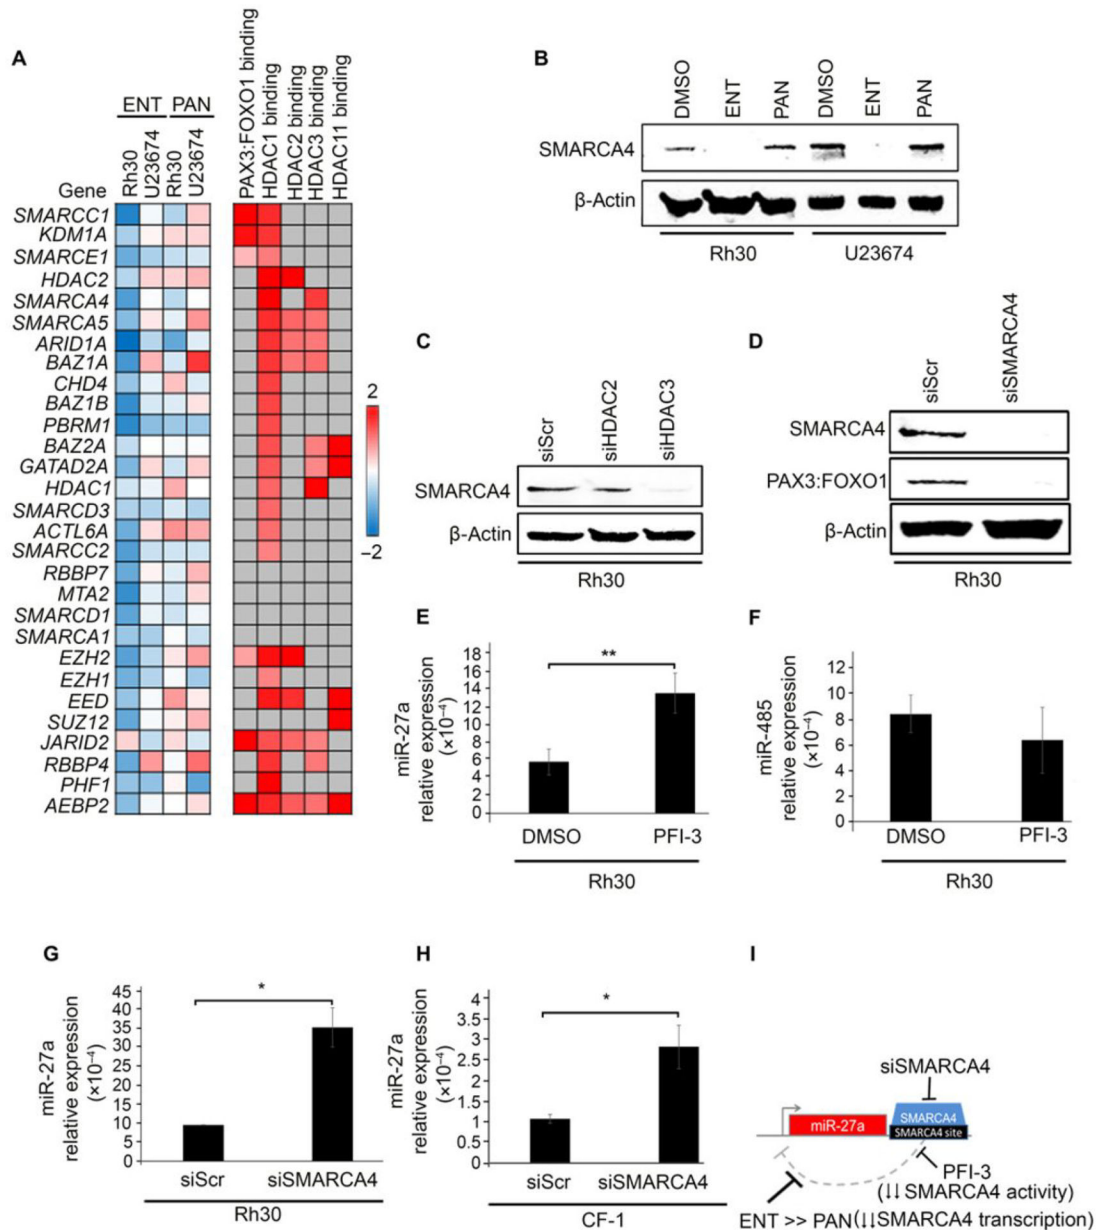 A
ENT PAN
Rh30
U23674
Rh30
U23674
PAX3:FOXO1 binding
HDAC1 binding
HDAC2 binding
HDAC3 binding
HDAC11 binding
Gene
SMARCC1
KDM1A
SMARCE1
HDAC2
SMARCA4
SMARCA5
ARID1A
BAZ1A
CHD4
BAZ1B
PBRM1
BAZ2A
GATAD2A
HDAC1
SMARCD3
ACTL6A
SMARCC2
RBBP7
MTA2
SMARCD1
SMARCA1
EZH2
EZH1
EED
SUZ12
JARID2
RBBP4
PHF1
AEBP2
2
−2
B
DMSO
ENT
PAN
DMSO
ENT
PAN
SMARCA4
β-Actin
Rh30 U23674
C
siScr
siHDAC2
siHDAC3
SMARCA4
β-Actin
Rh30
D
siScr
siSMARCA4
SMARCA4
PAX3:FOXO1
β-Actin
Rh30
E
miR-27a
relative expression
(×10⁻⁴)
18
16
14
12
10
8
6
4
2
0
**
DMSO PFI-3
Rh30
F
miR-485
relative expression
(×10⁻⁴)
12
10
8
6
4
2
0
DMSO PFI-3
Rh30
G
miR-27a
relative expression
(×10⁻⁴)
45
40
35
30
25
20
15
10
5
0
*
siScr siSMARCA4
Rh30
H
miR-27a
relative expression
(×10⁻⁴)
4
3.5
3
2.5
2
1.5
1
0.5
0
*
siScr siSMARCA4
CF-1
I
siSMARCA4
SMARCA4
miR-27a SMARCA4 site
PFI-3
(↓↓ SMARCA4 activity)
ENT >> PAN (↓↓SMARCA4 transcription)